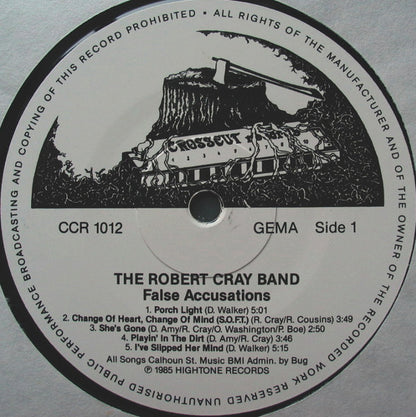 ALL RIGHTS OF THE MANUFACTURER AND OF THE OWNER OF THE RECORDED WORK RESERVED UNAUTHORISED PUBLIC PERFORMANCE BROADCASTING AND COPYING OF THIS RECORD PROHIBITED •
CROSSCUT
CCR 1012
GEMA Side 1
THE ROBERT CRAY BAND
False Accusations
1. Porch Light (D. Walker) 5:01
2. Change Of Heart, Change Of Mind (S.O.F.T.) (R. Cray/R. Cousins) 3:49
3. She's Gone (D. Amy/R. Cray/O. Washington/P. Boe) 2:50
4. Playin' In The Dirt (D. Amy/R. Cray) 3:46
5. I've Slipped Her Mind (D. Walker) 5:15
All Songs Calhoun St. Music BMI Admin. by Bug
℗ 1985 HIGHTONE RECORDS